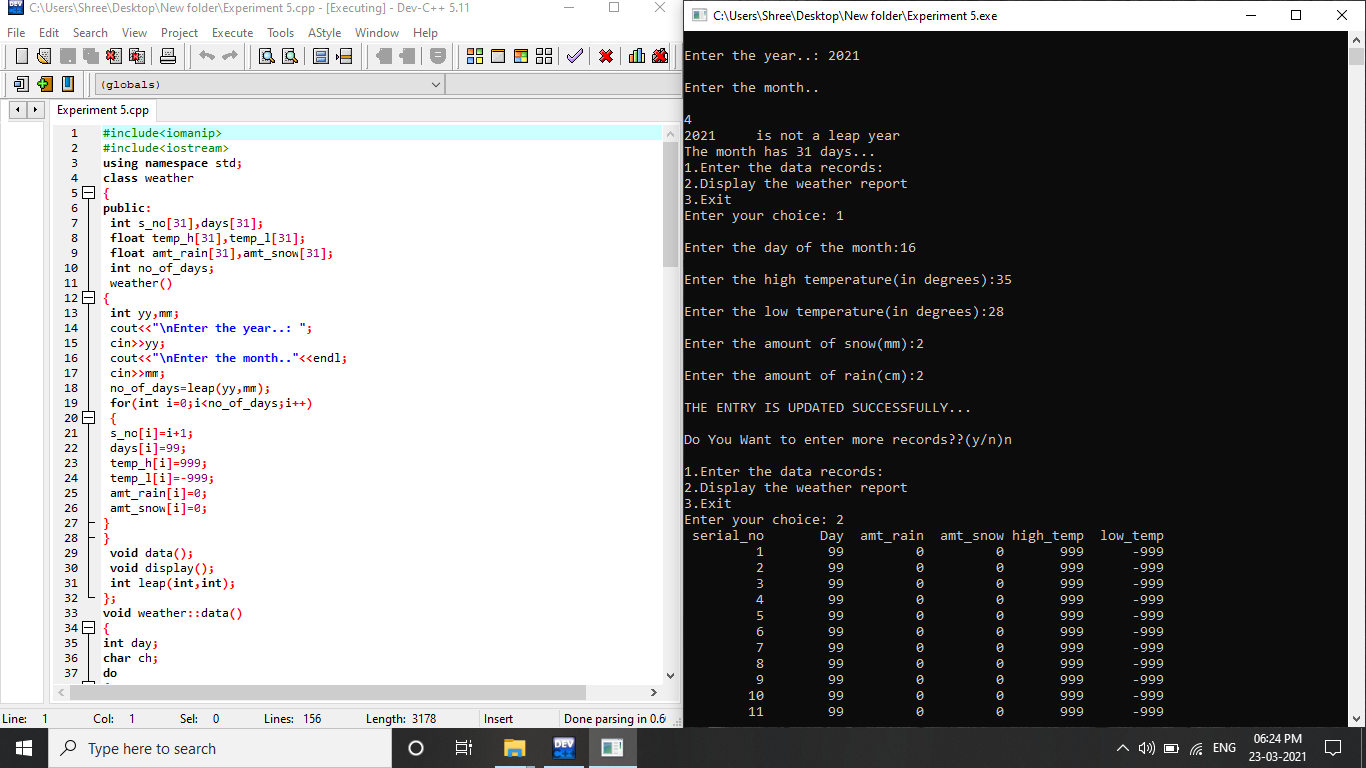 C:\Users\Shree\Desktop\New folder\Experiment 5.cpp - [Executing] - Dev-C++ 5.11
File Edit Search View Project Execute Tools AStyle Window Help
(globals)
Experiment 5.cpp
1 #include<iomanip>
2 #include<iostream>
3 using namespace std;
4 class weather
5 {
6 public:
7 int s_no[31],days[31];
8 float temp_h[31],temp_l[31];
9 float amt_rain[31],amt_snow[31];
10 int no_of_days;
11 weather()
12 {
13 int yy,mm;
14 cout<<"\nEnter the year..: ";
15 cin>>yy;
16 cout<<"\nEnter the month.."<<endl;
17 cin>>mm;
18 no_of_days=leap(yy,mm);
19 for(int i=0;i<no_of_days;i++)
20 {
21 s_no[i]=i+1;
22 days[i]=99;
23 temp_h[i]=999;
24 temp_l[i]=-999;
25 amt_rain[i]=0;
26 amt_snow[i]=0;
27 }
28 }
29 void data();
30 void display();
31 int leap(int,int);
32 };
33 void weather::data()
34 {
35 int day;
36 char ch;
37 do
Line: 1 Col: 1 Sel: 0 Lines: 156 Length: 3178 Insert Done parsing in 0.6
C:\Users\Shree\Desktop\New folder\Experiment 5.exe
Enter the year..: 2021
Enter the month..
4
2021 is not a leap year
The month has 31 days...
1.Enter the data records:
2.Display the weather report
3.Exit
Enter your choice: 1
Enter the day of the month:16
Enter the high temperature(in degrees):35
Enter the low temperature(in degrees):28
Enter the amount of snow(mm):2
Enter the amount of rain(cm):2
THE ENTRY IS UPDATED SUCCESSFULLY...
Do You Want to enter more records??(y/n)n
1.Enter the data records:
2.Display the weather report
3.Exit
Enter your choice: 2
serial_no Day amt_rain amt_snow high_temp low_temp
1 99 0 0 999 -999
2 99 0 0 999 -999
3 99 0 0 999 -999
4 99 0 0 999 -999
5 99 0 0 999 -999
6 99 0 0 999 -999
7 99 0 0 999 -999
8 99 0 0 999 -999
9 99 0 0 999 -999
10 99 0 0 999 -999
11 99 0 0 999 -999
Type here to search
DEV
ENG
06:24 PM
23-03-2021